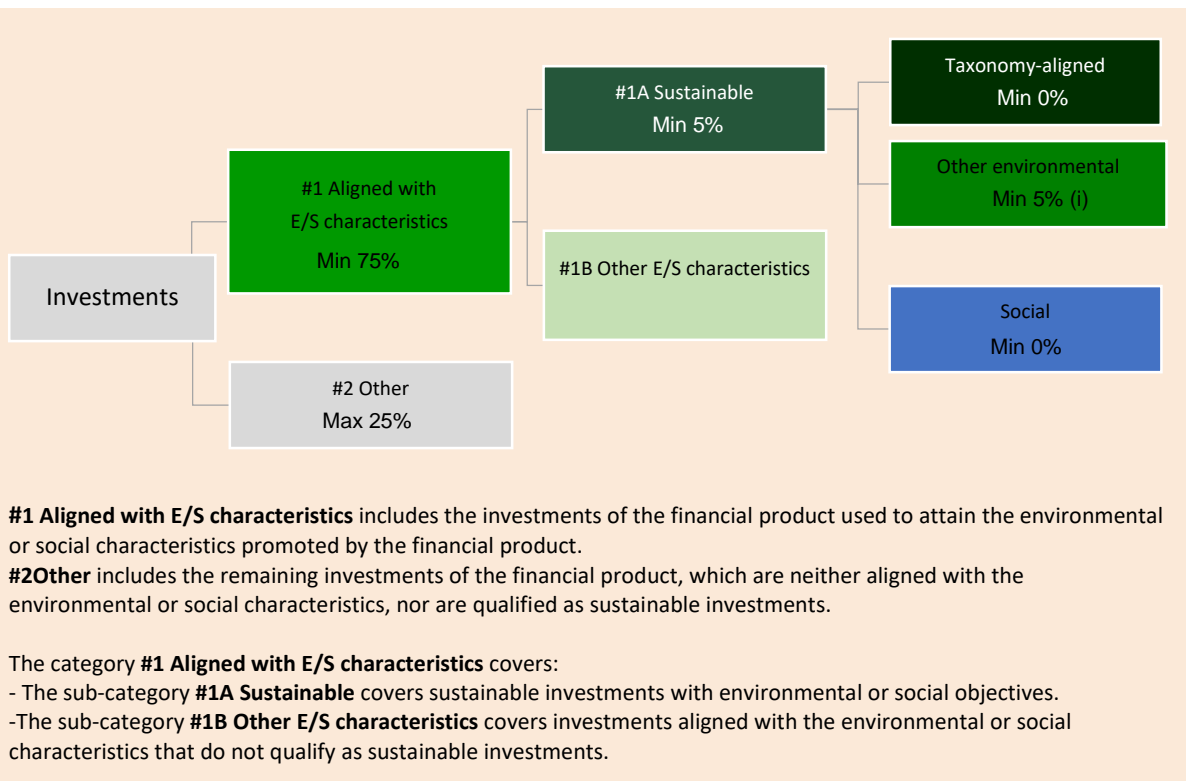 Investments
#1 Aligned with
E/S characteristics
Min 75%
#2 Other
Max 25%
#1A Sustainable
Min 5%
#1B Other E/S characteristics
Taxonomy-aligned
Min 0%
Other environmental
Min 5% (i)
Social
Min 0%
#1 Aligned with E/S characteristics includes the investments of the financial product used to attain the environmental
or social characteristics promoted by the financial product.
#2Other includes the remaining investments of the financial product, which are neither aligned with the
environmental or social characteristics, nor are qualified as sustainable investments.
The category #1 Aligned with E/S characteristics covers:
- The sub-category #1A Sustainable covers sustainable investments with environmental or social objectives.
-The sub-category #1B Other E/S characteristics covers investments aligned with the environmental or social
characteristics that do not qualify as sustainable investments.